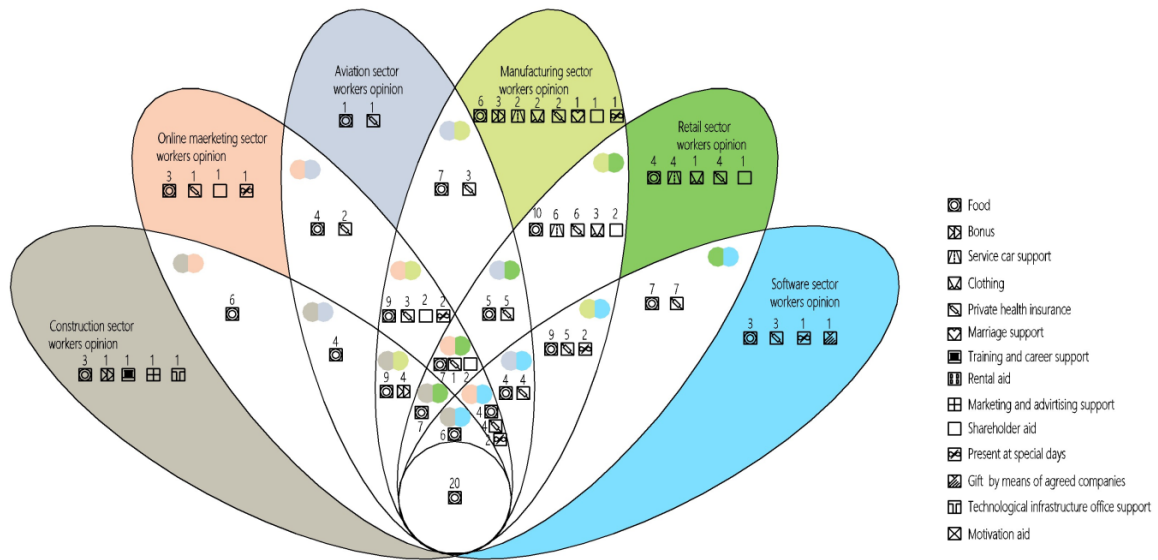 Aviation sector
workers opinion
1 1
Manufacturing sector
workers opinion
6 3 2 2 2 1 1 1
Online maerketing sector
workers opinion
3 1 1 1
Retail sector
workers opinion
4 4 1 4 1
Construction sector
workers opinion
3 1 1 1 1
Software sector
workers opinion
3 3 1 1
7 3
4 2
10 6 6 3 2
6
9 3 2 2
5 5
7 7
4
9 5 2
7 1 2
9 4
4 4
7
6
4
4
2
20
Food
Bonus
Service car support
Clothing
Private health insurance
Marriage support
Training and career support
Rental aid
Marketing and advirtising support
Shareholder aid
Present at special days
Gift by means of agreed companies
Technological infrastructure office support
Motivation aid